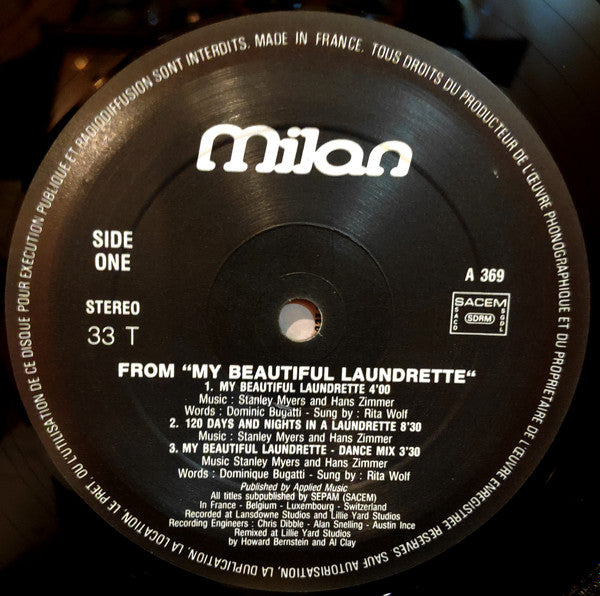 TOUS DROITS DU PRODUCTEUR DE L'ŒUVRE PHONOGRAPHIQUE ET DU PROPRIETAIRE DE L'ŒUVRE ENREGISTREE RESERVES. SAUF AUTORISATION, LA DUPLICATION, LA LOCATION, LE PRET OU L'UTILISATION DE CE DISQUE POUR EXECUTION PUBLIQUE ET RADIODIFFUSION SONT INTERDITS. MADE IN FRANCE.
milan
SIDE
ONE
A 369
STEREO
33 T
SACEM
SACD
SDRM
SGDL
FROM "MY BEAUTIFUL LAUNDRETTE"
1. MY BEAUTIFUL LAUNDRETTE 4'00
Music : Stanley Myers and Hans Zimmer
Words : Dominic Bugatti - Sung by : Rita Wolf
2. 120 DAYS AND NIGHTS IN A LAUNDRETTE 8'30
Music : Stanley Myers and Hans Zimmer
3. MY BEAUTIFUL LAUNDRETTE - DANCE MIX 3'30
Music Stanley Myers and Hans Zimmer
Words : Dominique Bugatti - Sung by : Rita Wolf
Published by Applied Music
All titles subpublished by SEPAM (SACEM)
In France - Belgium - Luxembourg - Switzerland
Recorded at Lansdowne Studios and Lillie Yard Studios
Recording Engineers : Chris Dibble - Alan Snelling - Austin Ince
Remixed at Lillie Yard Studios
by Howard Bernstein and Al Clay